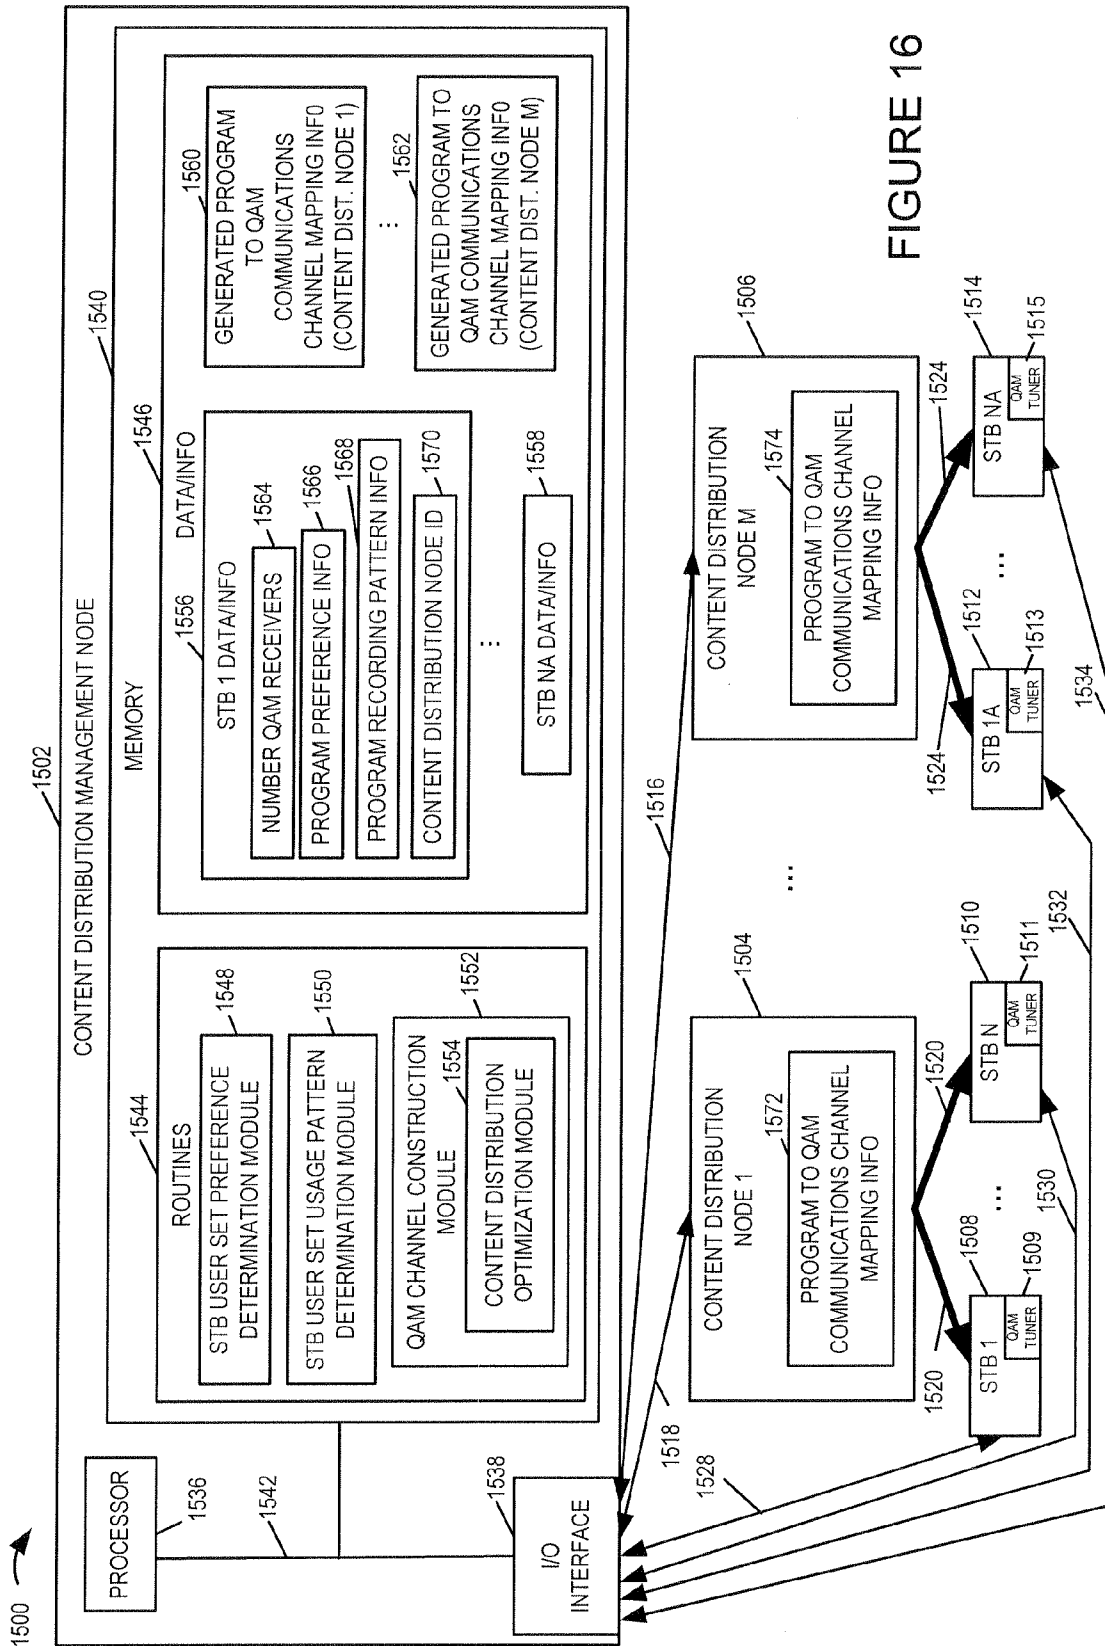 1500
1502
CONTENT DISTRIBUTION MANAGEMENT NODE
PROCESSOR
1536
1542
1538
I/O
INTERFACE
1540
MEMORY
1544
ROUTINES
STB USER SET PREFERENCE
DETERMINATION MODULE
1548
STB USER SET USAGE PATTERN
DETERMINATION MODULE
1550
1552
QAM CHANNEL CONSTRUCTION
MODULE
1554
CONTENT DISTRIBUTION
OPTIMIZATION MODULE
1546
DATA/INFO
1556
STB 1 DATA/INFO
1564
NUMBER QAM RECEIVERS
1566
PROGRAM PREFERENCE INFO
1568
PROGRAM RECORDING PATTERN INFO
1570
CONTENT DISTRIBUTION NODE ID
...
1558
STB NA DATA/INFO
1560
GENERATED PROGRAM
TO QAM
COMMUNICATIONS
CHANNEL MAPPING INFO
(CONTENT DIST. NODE 1)
...
1562
GENERATED PROGRAM TO
QAM COMMUNICATIONS
CHANNEL MAPPING INFO
(CONTENT DIST. NODE M)
1516
1518
1528
1504
CONTENT DISTRIBUTION
NODE 1
1572
PROGRAM TO QAM
COMMUNICATIONS CHANNEL
MAPPING INFO
...
1506
CONTENT DISTRIBUTION
NODE M
1574
PROGRAM TO QAM
COMMUNICATIONS CHANNEL
MAPPING INFO
1520
1520
1508
STB 1
QAM
TUNER
1509
...
1510
STB N
QAM
TUNER
1511
1524
1524
1512
STB 1A
QAM
TUNER
1513
...
1514
STB NA
QAM
TUNER
1515
1530
1532
1534
FIGURE 16